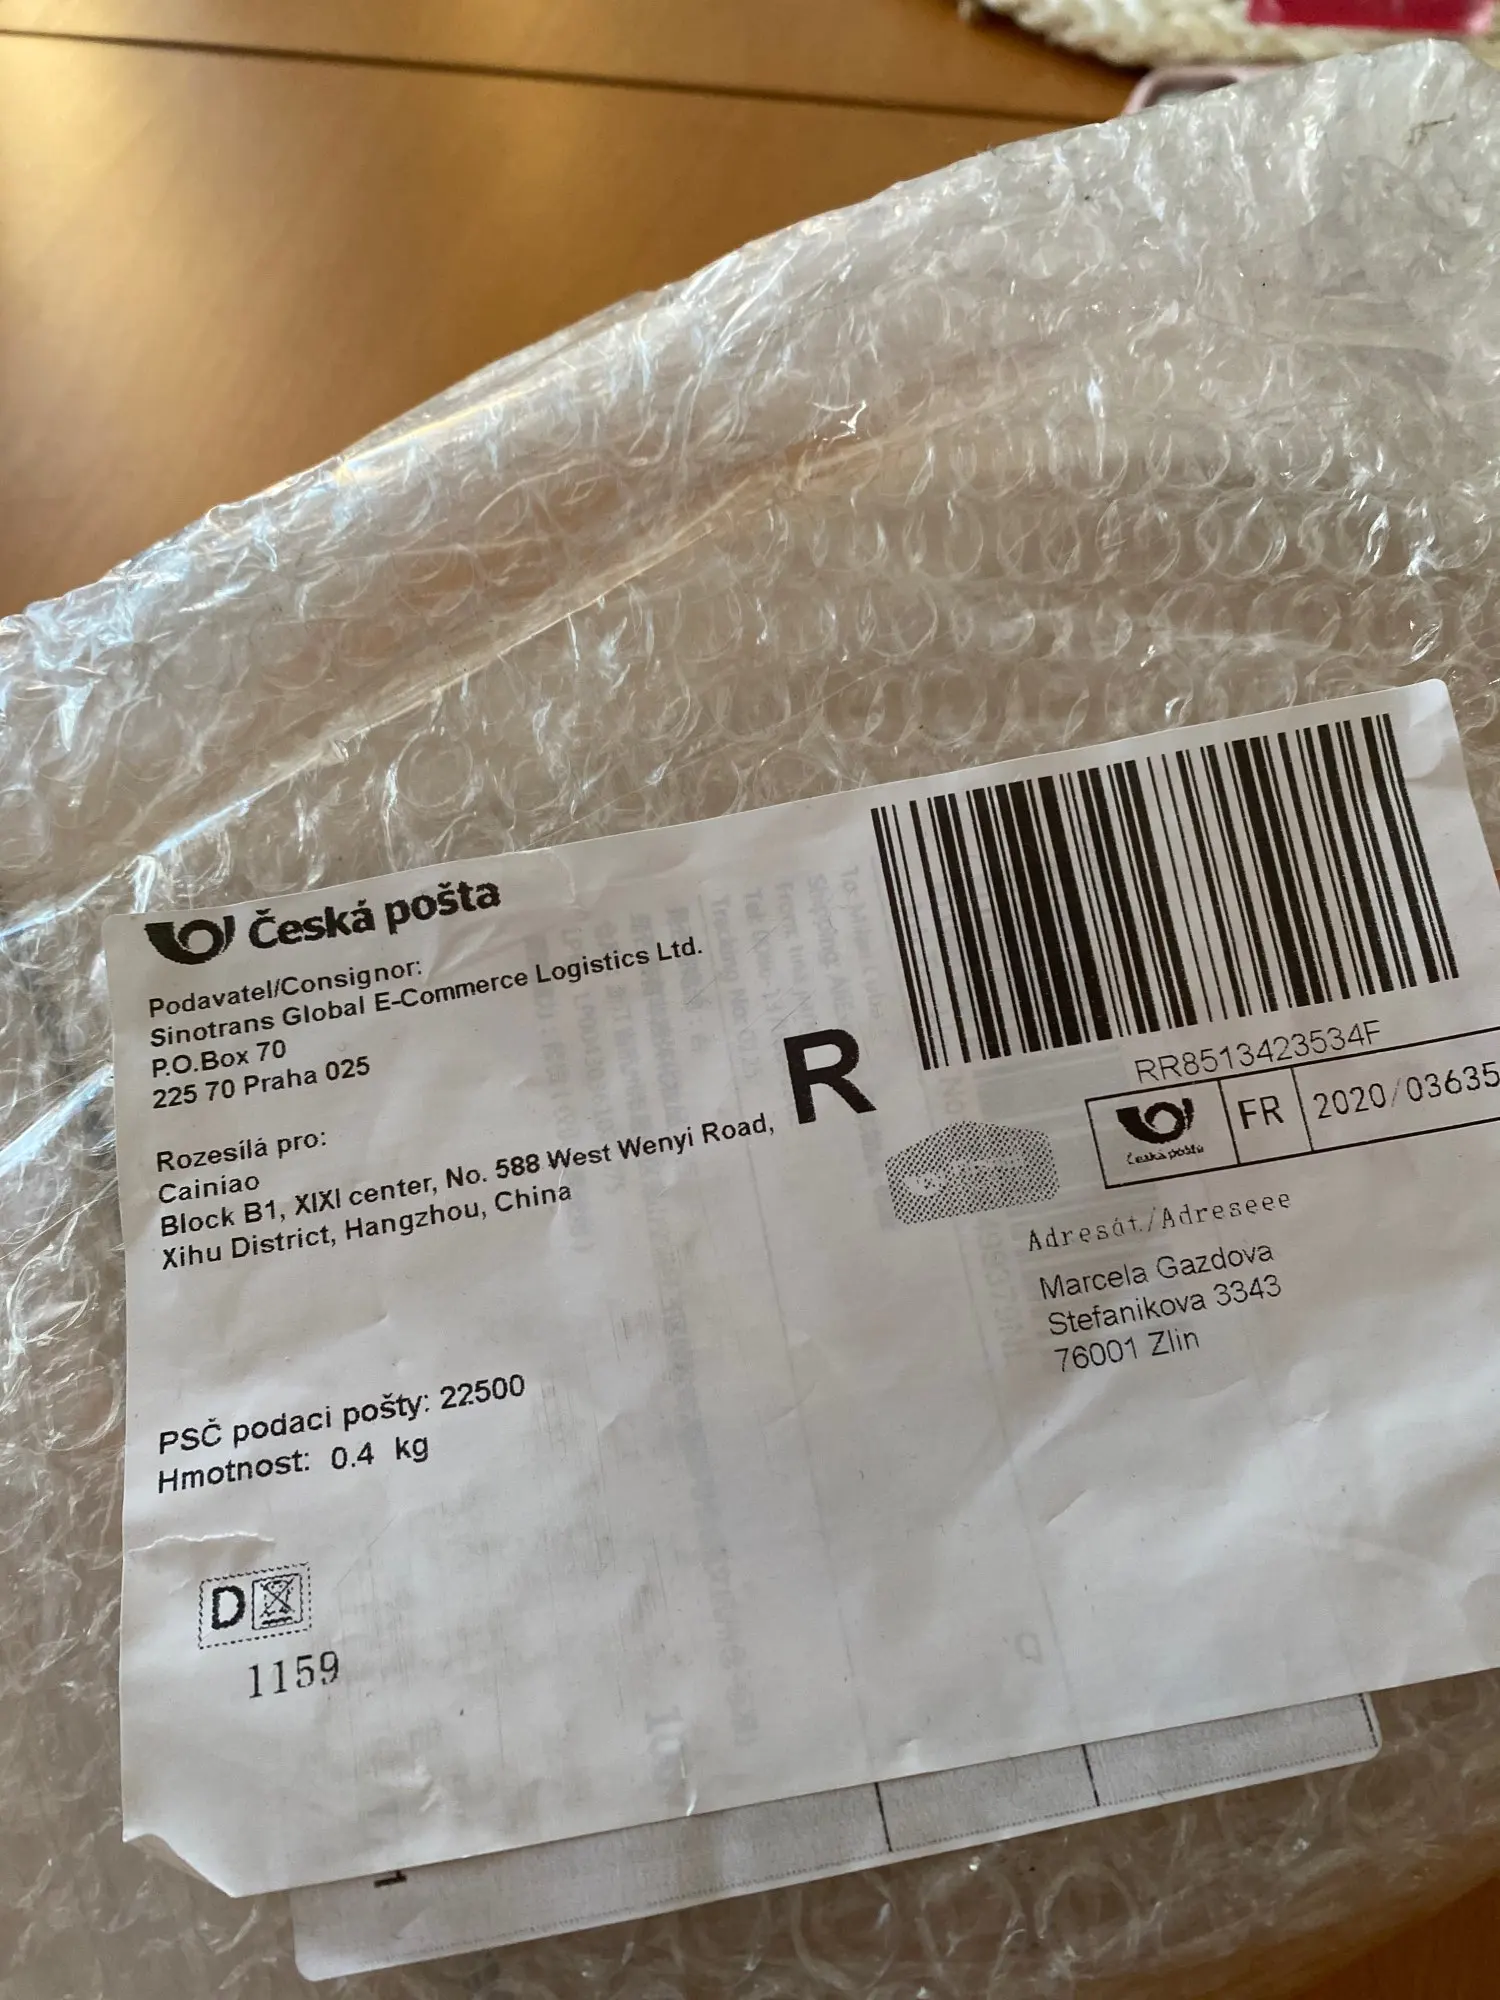 Česká pošta
Podavatel/Consignor:
Sinotrans Global E-Commerce Logistics Ltd.
P.O.Box 70
225 70 Praha 025
Rozesílá pro:
Cainiao
Block B1, XIXI center, No. 588 West Wenyi Road,
Xihu District, Hangzhou, China
PSČ podaci pošty: 22500
Hmotnost: 0.4 kg
D
1159
R
RR8513423534F
Česká pošta
FR
2020/03635
Adresát/Adreseee
Marcela Gazdova
Stefanikova 3343
76001 Zlin